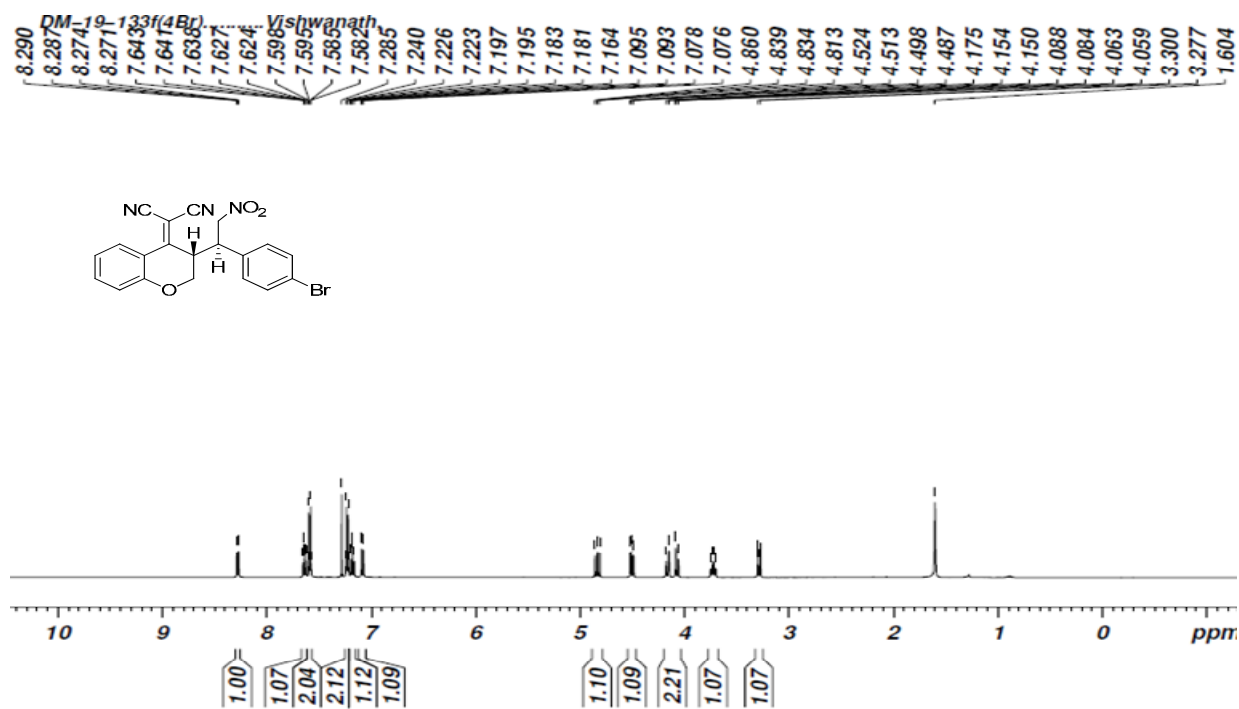 DM–19–133f(4Br)...........Vishwanath.
8.290 8.287 8.274 8.271 7.643 7.641 7.638 7.627 7.624 7.598 7.595 7.585 7.582 7.285 7.240 7.226 7.223 7.197 7.195 7.183 7.181 7.164 7.095 7.093 7.078 7.076 4.860 4.839 4.834 4.813 4.524 4.513 4.498 4.487 4.175 4.154 4.150 4.088 4.084 4.063 4.059 3.300 3.277 1.604
NC CN NO2
H
H
O Br
10 9 8 7 6 5 4 3 2 1 0 ppm
1.00 1.07 2.04 2.12 1.12 1.09 1.10 1.09 2.21 1.07 1.07